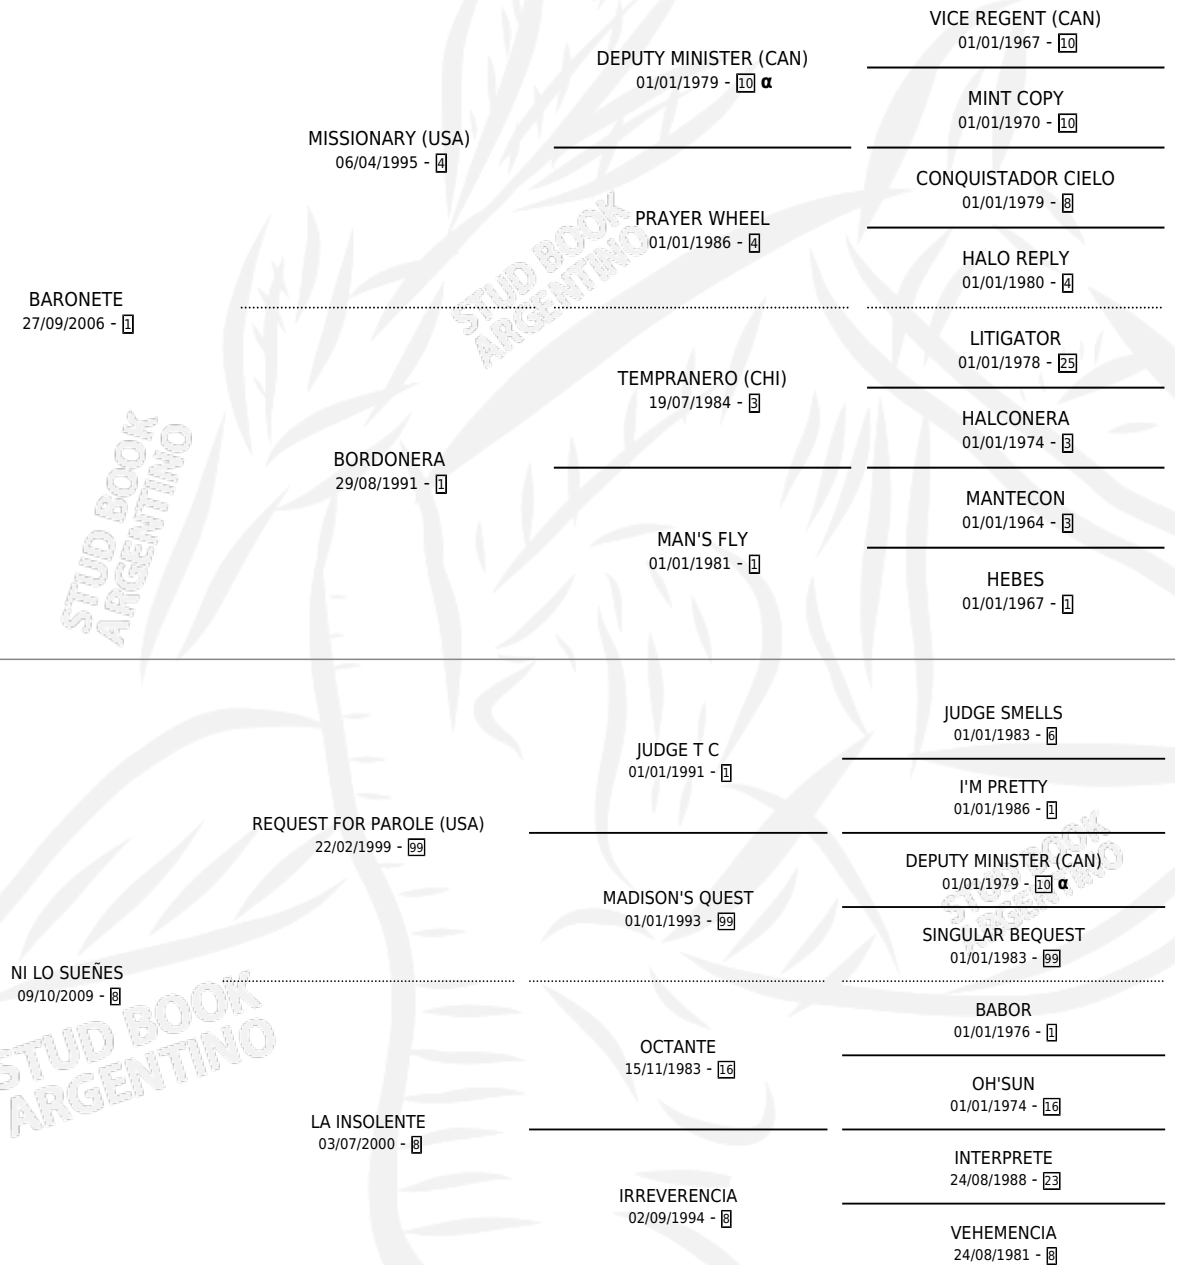 VICE REGENT (CAN)
01/01/1967 - 10
DEPUTY MINISTER (CAN)
01/01/1979 - 10 α
MINT COPY
01/01/1970 - 10
MISSIONARY (USA)
06/04/1995 - 4
CONQUISTADOR CIELO
01/01/1979 - 8
PRAYER WHEEL
01/01/1986 - 4
HALO REPLY
01/01/1980 - 4
BARONETE
27/09/2006 - 1
LITIGATOR
01/01/1978 - 25
TEMPRANERO (CHI)
19/07/1984 - 3
HALCONERA
01/01/1974 - 3
BORDONERA
29/08/1991 - 1
MANTECON
01/01/1964 - 3
MAN'S FLY
01/01/1981 - 1
HEBES
01/01/1967 - 1
JUDGE SMELLS
01/01/1983 - 6
JUDGE T C
01/01/1991 - 1
I'M PRETTY
01/01/1986 - 1
REQUEST FOR PAROLE (USA)
22/02/1999 - 99
DEPUTY MINISTER (CAN)
01/01/1979 - 10 α
MADISON'S QUEST
01/01/1993 - 99
SINGULAR BEQUEST
01/01/1983 - 99
NI LO SUEÑES
09/10/2009 - 8
BABOR
01/01/1976 - 1
OCTANTE
15/11/1983 - 16
OH'SUN
01/01/1974 - 16
LA INSOLENTE
03/07/2000 - 8
INTERPRETE
24/08/1988 - 23
IRREVERENCIA
02/09/1994 - 8
VEHEMENCIA
24/08/1981 - 8
STUD BOOK
ARGENTINO
STUD BOOK
ARGENTINO
STUD BOOK
ARGENTINO
STUD BOOK
ARGENTINO